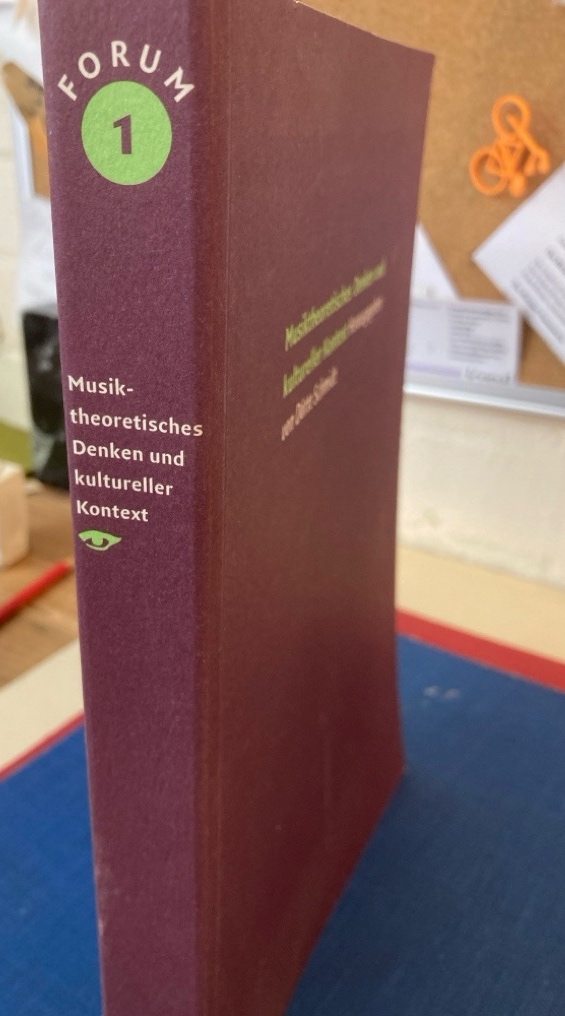 FORUM
1
Musik-
theoretisches
Denken und
kultureller
Kontext
Musiktheoretisches Denken und
kultureller Kontext Herausgegeben
von Dörte Schmidt